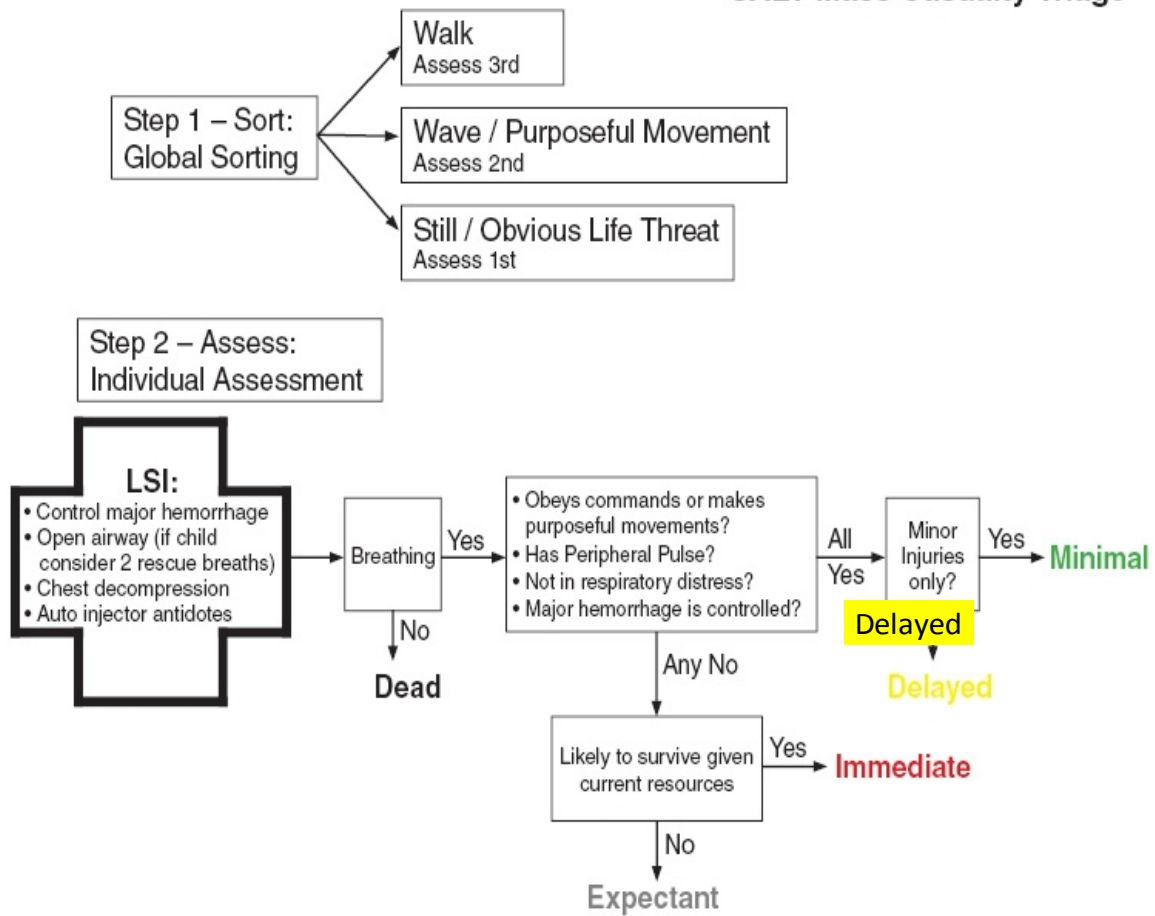 Walk
Assess 3rd
Step 1 – Sort:
Global Sorting
Wave / Purposeful Movement
Assess 2nd
Still / Obvious Life Threat
Assess 1st
Step 2 – Assess:
Individual Assessment
LSI:
• Control major hemorrhage
• Open airway (if child
consider 2 rescue breaths)
• Chest decompression
• Auto injector antidotes
Breathing
Yes
No
Dead
• Obeys commands or makes
purposeful movements?
• Has Peripheral Pulse?
• Not in respiratory distress?
• Major hemorrhage is controlled?
All
Yes
Minor
Injuries
only?
Yes
Minimal
Delayed
Delayed
Any No
Likely to survive given
current resources
Yes
Immediate
No
Expectant